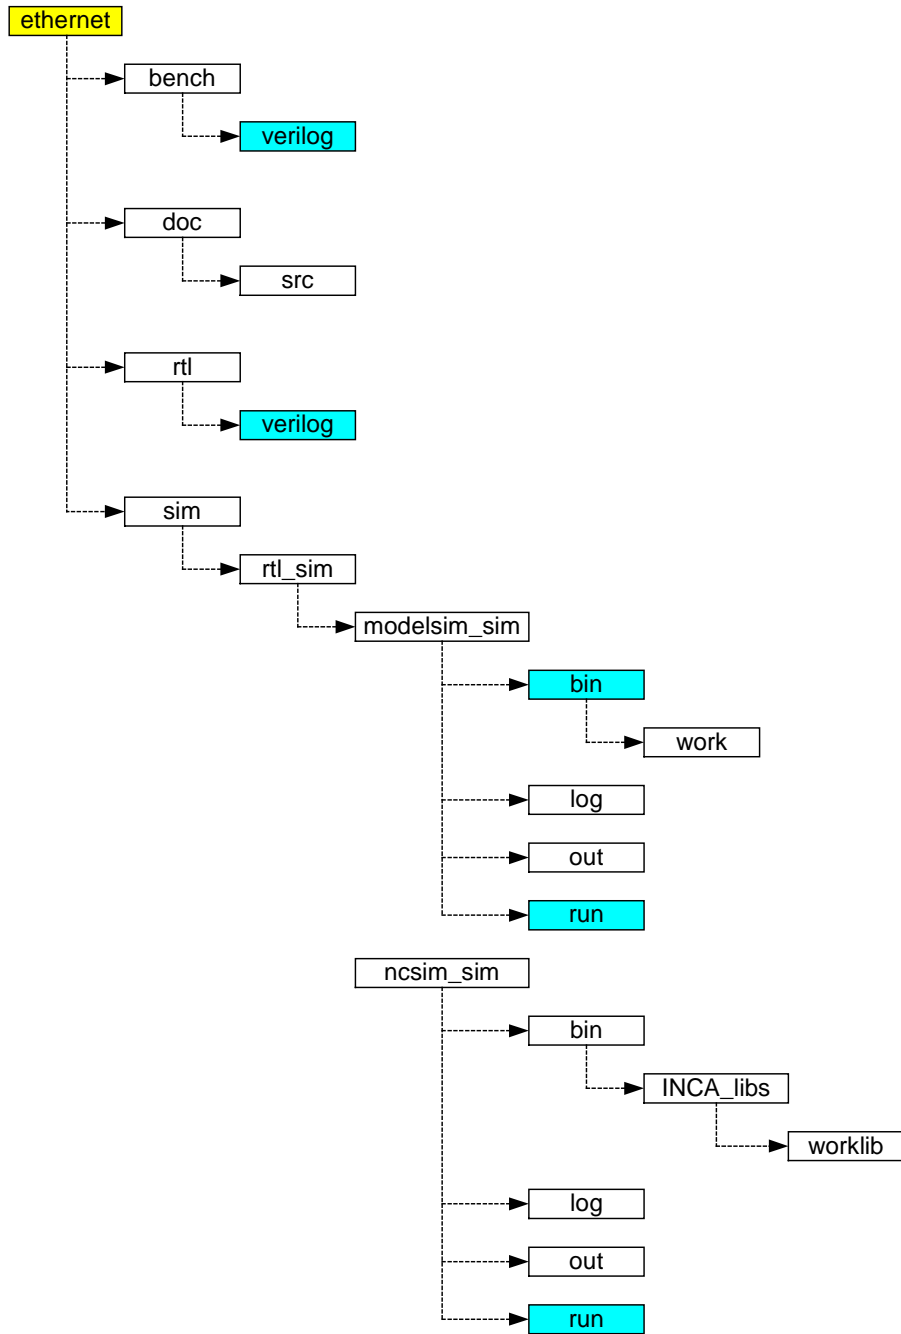 ethernet
bench
verilog
doc
src
rtl
verilog
sim
rtl_sim
modelsim_sim
bin
work
log
out
run
ncsim_sim
bin
INCA_libs
worklib
log
out
run